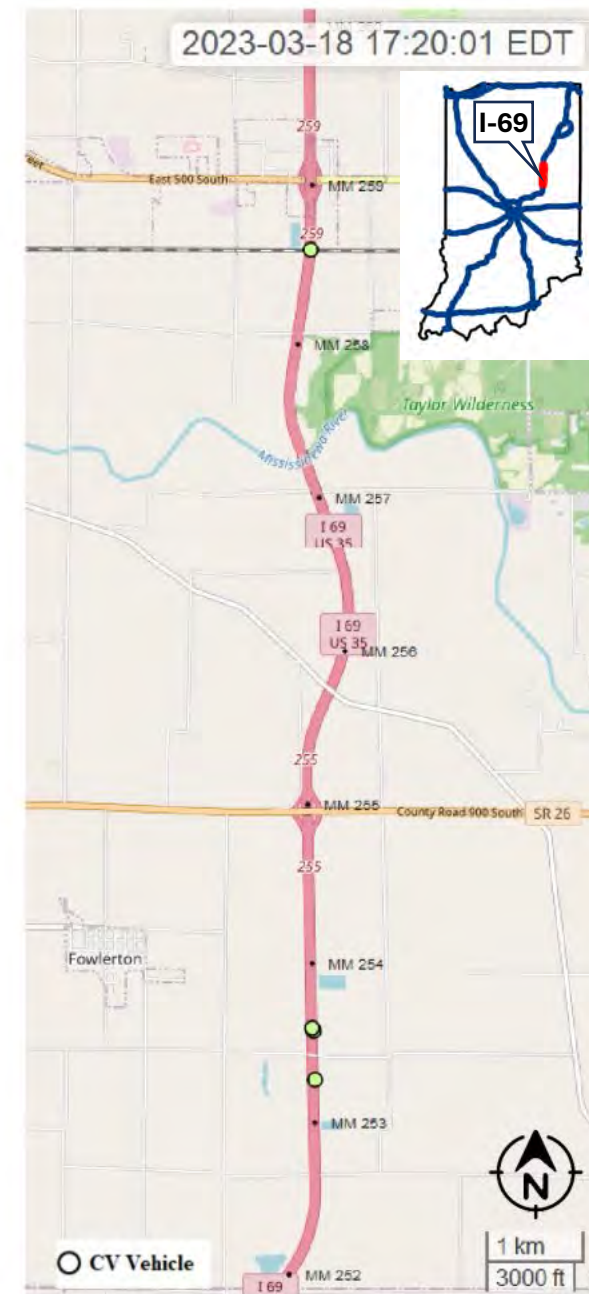 2023-03-18 17:20:01 EDT
I-69
259
East 500 South
MM 259
259
MM 258
Taylor Wilderness
Mississinewa River
MM 257
I 69
US 35
I 69
US 35
MM 256
255
MM 255
County Road 900 South
SR 26
255
Fowlerton
MM 254
MM 253
N
CV Vehicle
1 km
3000 ft
MM 252
I 69